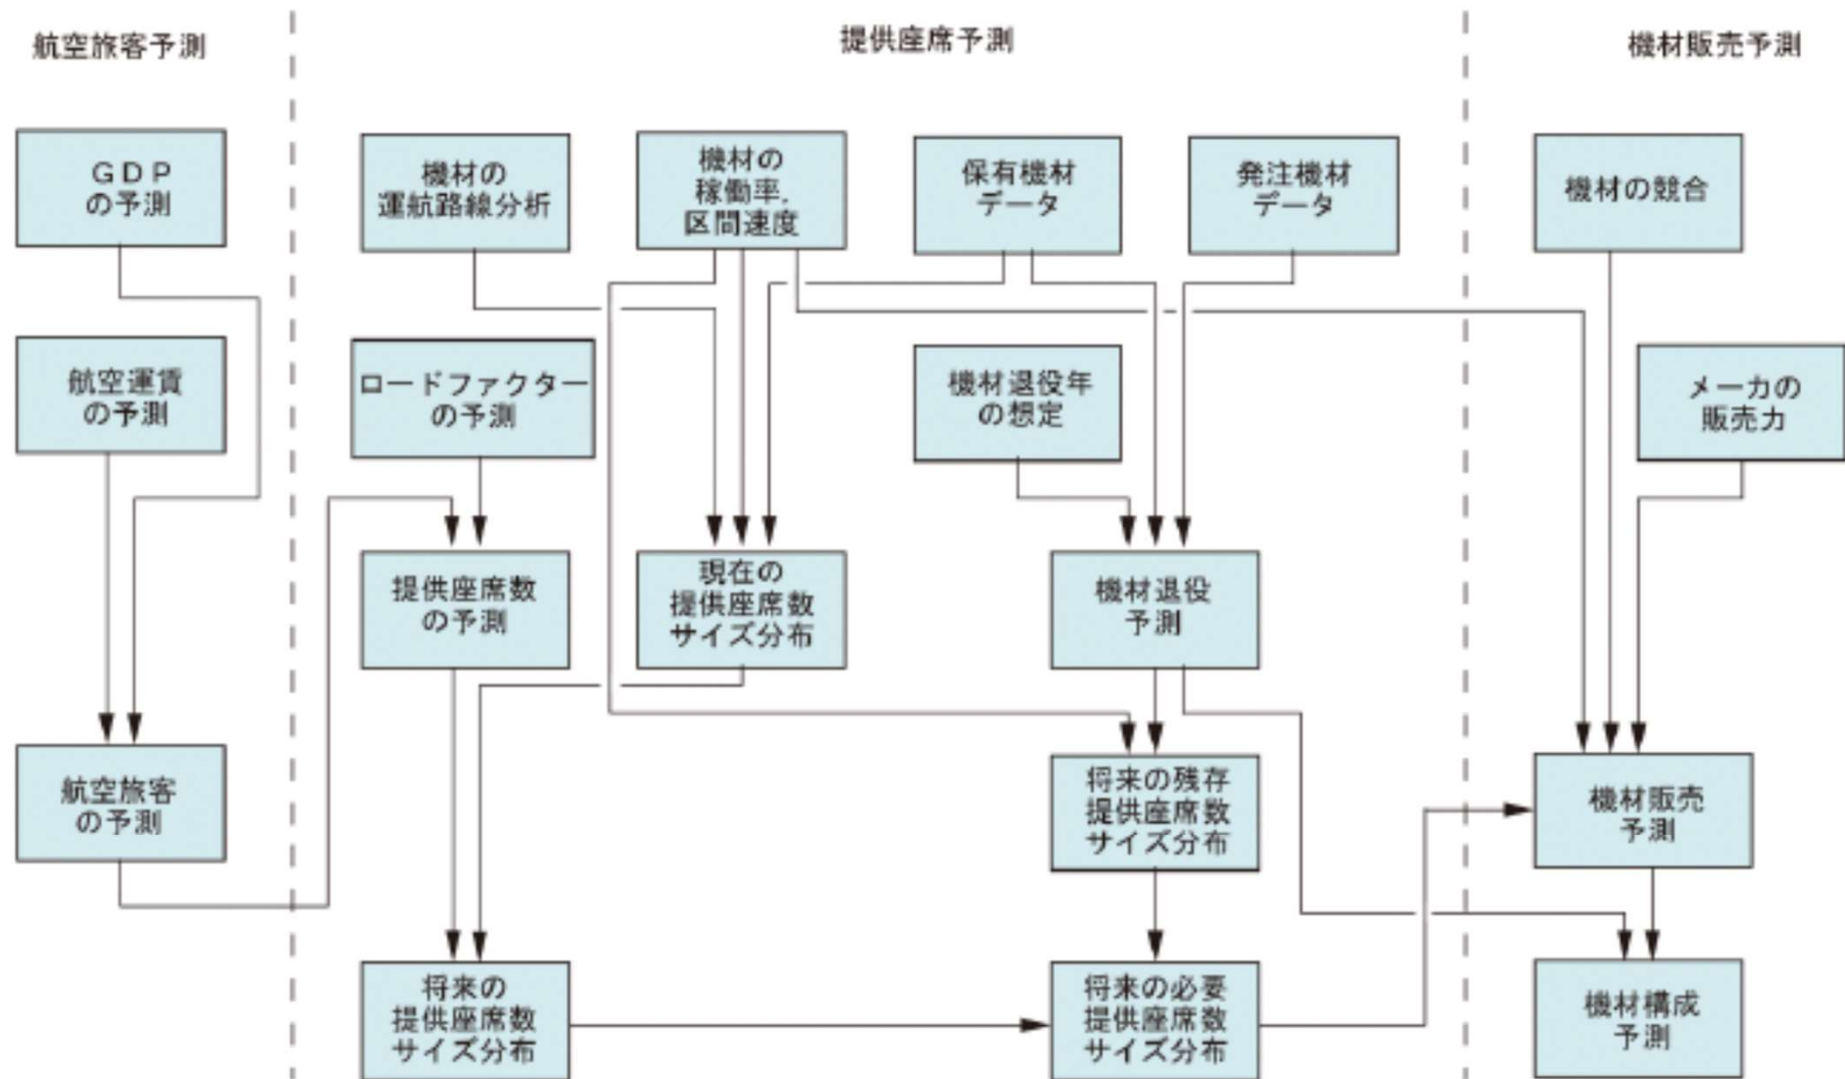 航空旅客予測
提供座席予測
機材販売予測
ＧＤＰ
の予測
機材の
運航路線分析
機材の
稼働率,
区間速度
保有機材
データ
発注機材
データ
機材の競合
航空運賃
の予測
ロードファクター
の予測
機材退役年
の想定
メーカの
販売力
提供座席数
の予測
現在の
提供座席数
サイズ分布
機材退役
予測
航空旅客
の予測
将来の残存
提供座席数
サイズ分布
機材販売
予測
将来の
提供座席数
サイズ分布
将来の必要
提供座席数
サイズ分布
機材構成
予測